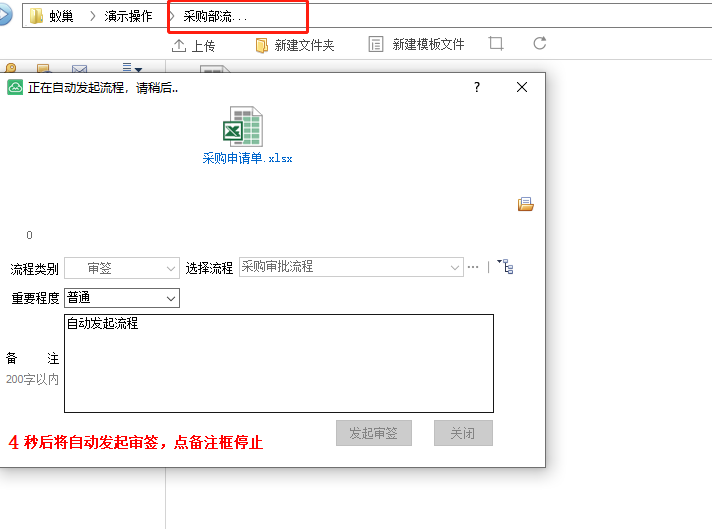 蚁巢 演示操作 采购部流...
上传 新建文件夹 新建模板文件
正在自动发起流程，请稍后.. ?
采购申请单.xlsx
0
流程类别 审签 选择流程 采购审批流程 ...
重要程度 普通
自动发起流程
备 注
200字以内
4 秒后将自动发起审签，点备注框停止
发起审签 关闭